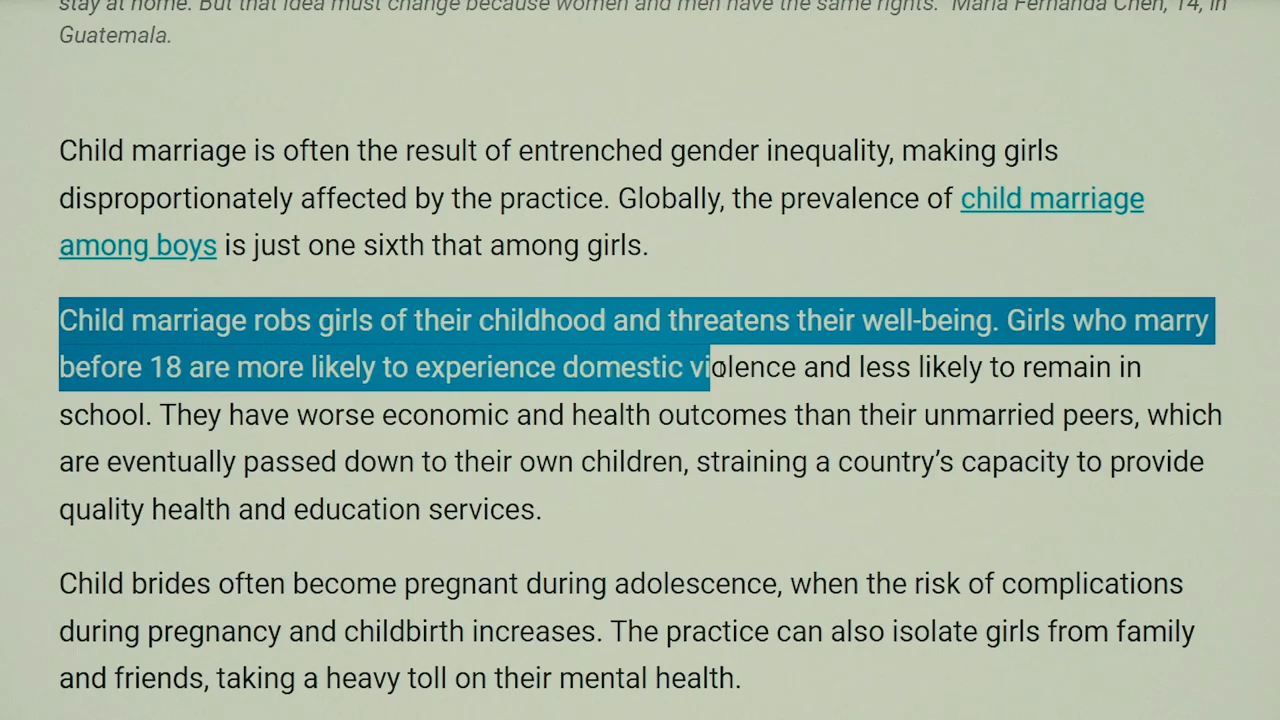 stay at home. But that idea must change because women and men have the same rights." Maria Fernanda Chen, 14, in
Guatemala.
Child marriage is often the result of entrenched gender inequality, making girls
disproportionately affected by the practice. Globally, the prevalence of child marriage
among boys is just one sixth that among girls.
Child marriage robs girls of their childhood and threatens their well-being. Girls who marry
before 18 are more likely to experience domestic violence and less likely to remain in
school. They have worse economic and health outcomes than their unmarried peers, which
are eventually passed down to their own children, straining a country’s capacity to provide
quality health and education services.
Child brides often become pregnant during adolescence, when the risk of complications
during pregnancy and childbirth increases. The practice can also isolate girls from family
and friends, taking a heavy toll on their mental health.